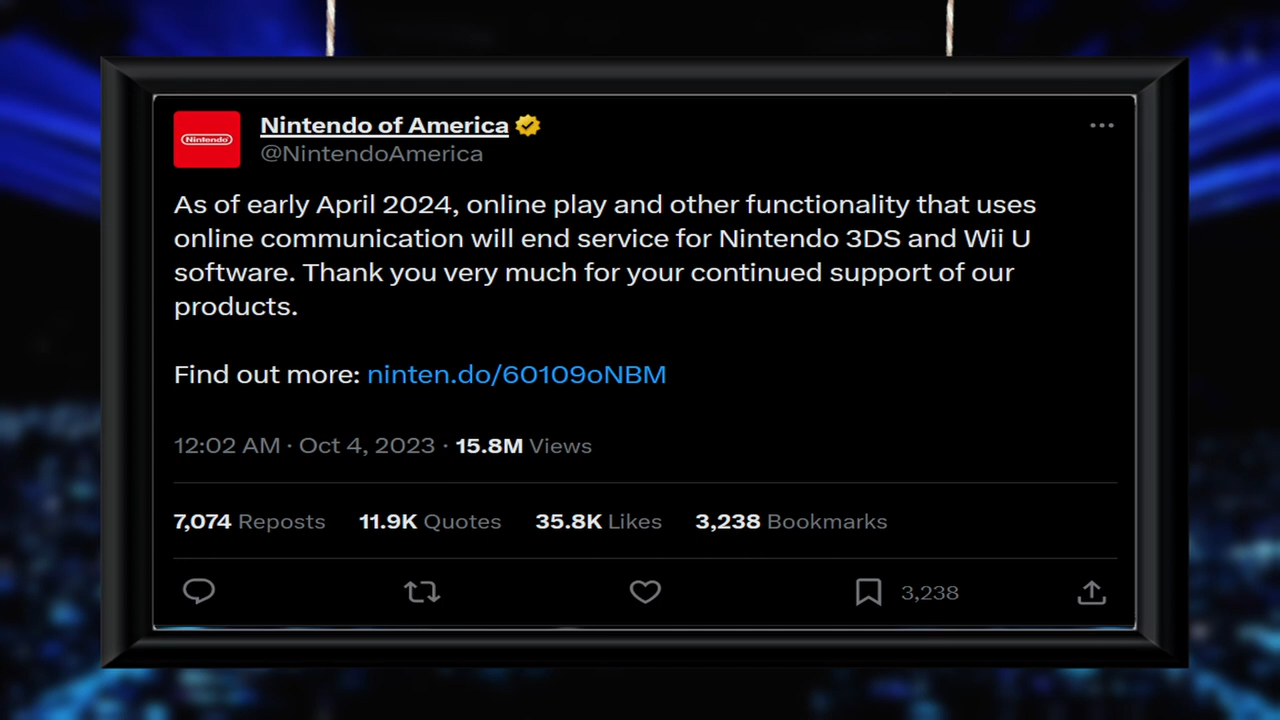 Nintendo
Nintendo of America
@NintendoAmerica
As of early April 2024, online play and other functionality that uses
online communication will end service for Nintendo 3DS and Wii U
software. Thank you very much for your continued support of our
products.
Find out more: ninten.do/60109oNBM
12:02 AM · Oct 4, 2023 · 15.8M Views
7,074 Reposts 11.9K Quotes 35.8K Likes 3,238 Bookmarks
3,238